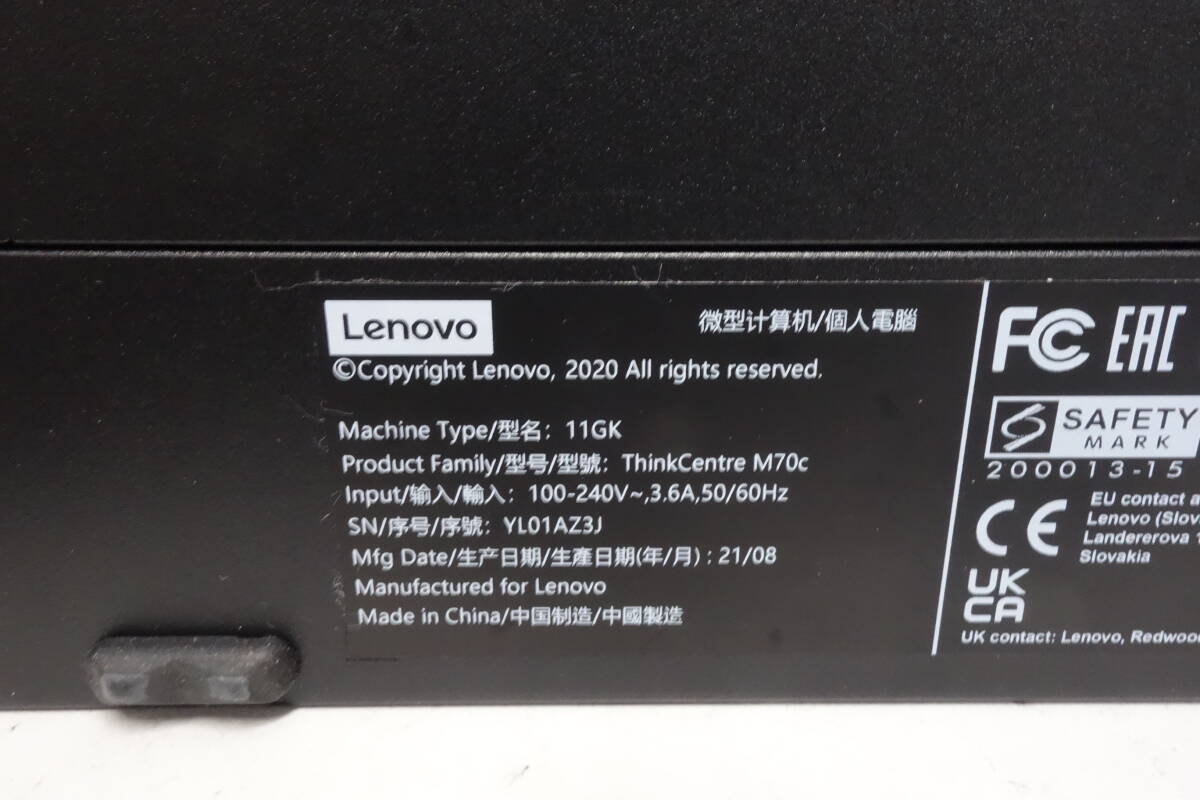 Lenovo
微型计算机/個人電腦
©Copyright Lenovo, 2020 All rights reserved.
Machine Type/型名: 11GK
Product Family/型号/型號: ThinkCentre M70c
Input/输入/輸入: 100-240V~,3.6A,50/60Hz
SN/序号/序號: YL01AZ3J
Mfg Date/生产日期/生產日期(年/月) : 21/08
Manufactured for Lenovo
Made in China/中国制造/中國製造
FC EAC
SAFETY
MARK
200013-15
CE
EU contact a
Lenovo (Slov
Landererova 1
Slovakia
UK
CA
UK contact: Lenovo, Redwoo